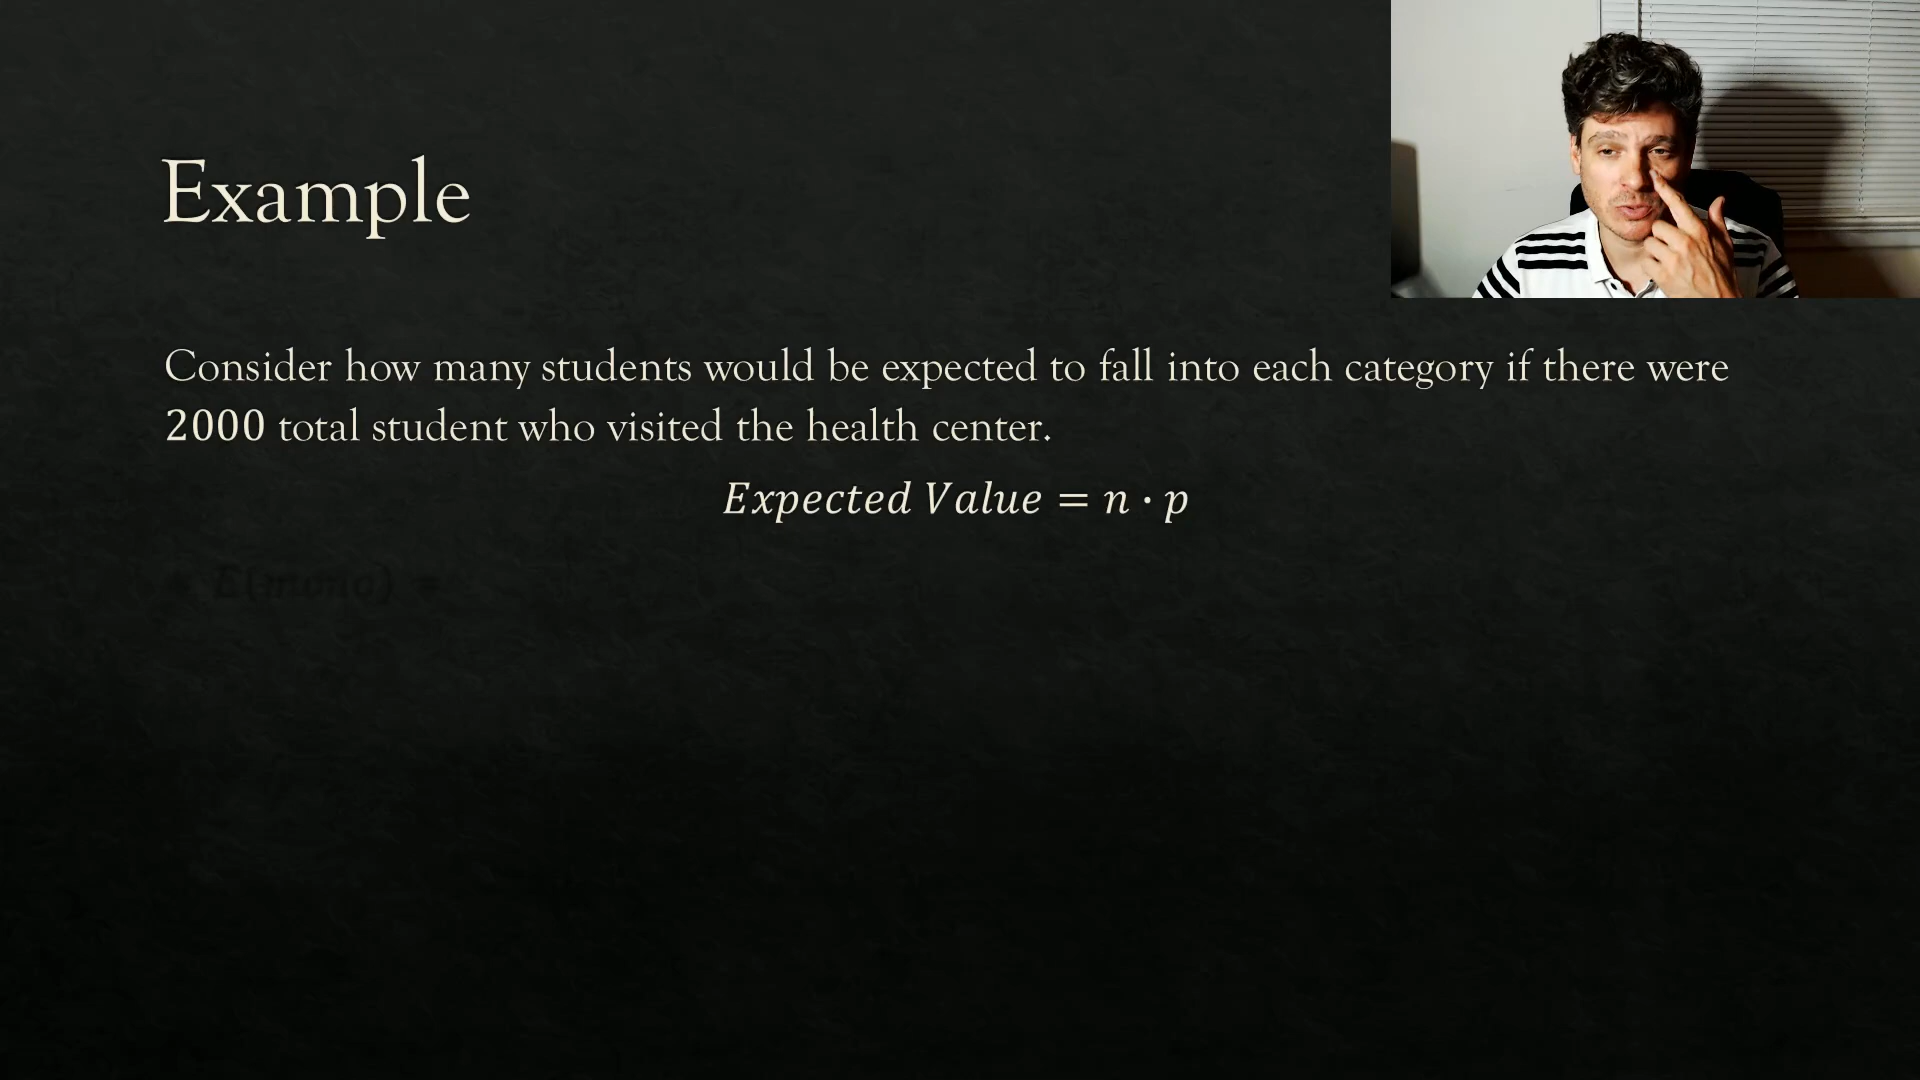 Example
Consider how many students would be expected to fall into each category if there were
2000 total student who visited the health center.
Expected Value = n · p
E(mono) =